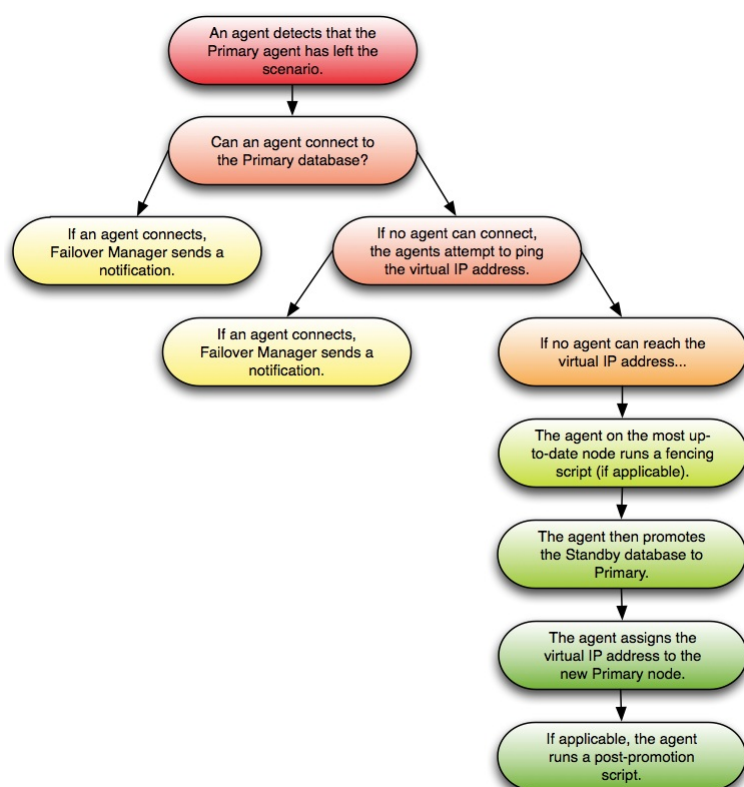 An agent detects that the
Primary agent has left the
scenario.
Can an agent connect to
the Primary database?
If an agent connects,
Failover Manager sends a
notification.
If no agent can connect,
the agents attempt to ping
the virtual IP address.
If an agent connects,
Failover Manager sends a
notification.
If no agent can reach the
virtual IP address...
The agent on the most up-
to-date node runs a fencing
script (if applicable).
The agent then promotes
the Standby database to
Primary.
The agent assigns the
virtual IP address to the
new Primary node.
If applicable, the agent
runs a post-promotion
script.